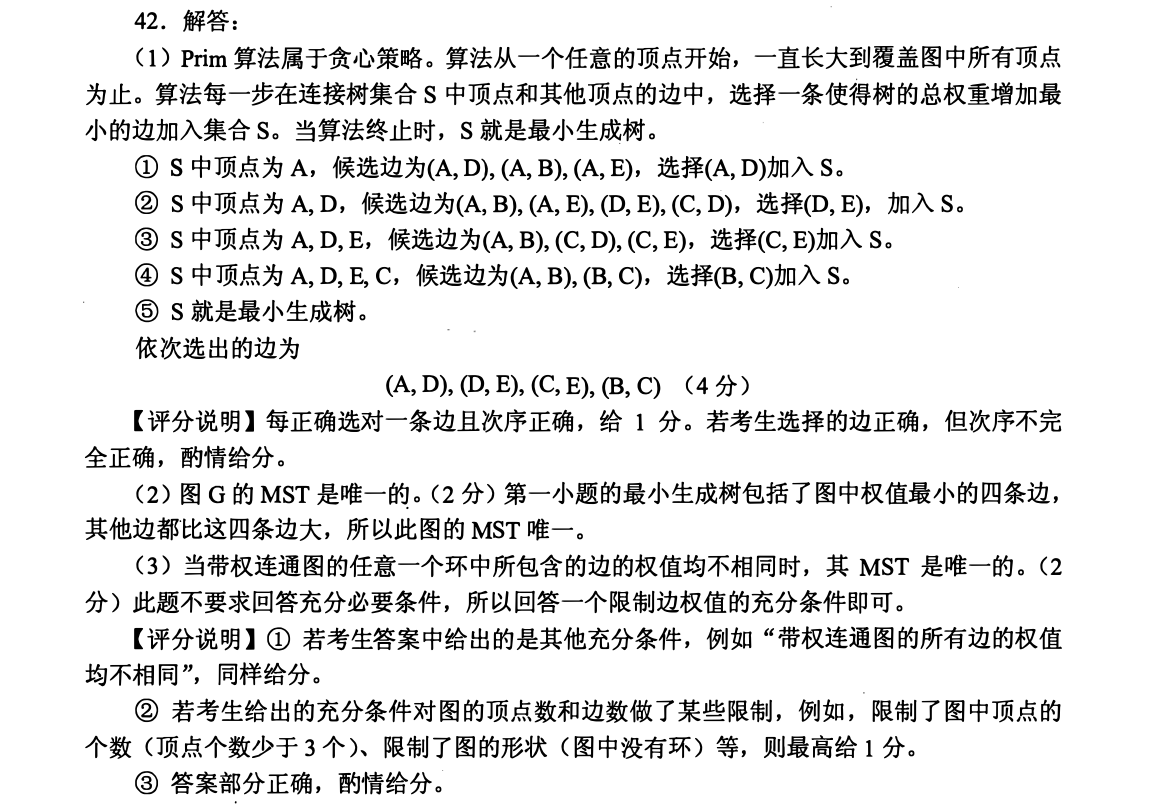 42．解答：
（1）Prim 算法属于贪心策略。算法从一个任意的顶点开始，一直长大到覆盖图中所有顶点
为止。算法每一步在连接树集合 S 中顶点和其他顶点的边中，选择一条使得树的总权重增加最
小的边加入集合 S。当算法终止时，S 就是最小生成树。
① S 中顶点为 A，候选边为(A, D), (A, B), (A, E)，选择(A, D)加入 S。
② S 中顶点为 A, D，候选边为(A, B), (A, E), (D, E), (C, D)，选择(D, E)，加入 S。
③ S 中顶点为 A, D, E，候选边为(A, B), (C, D), (C, E)，选择(C, E)加入 S。
④ S 中顶点为 A, D, E, C，候选边为(A, B), (B, C)，选择(B, C)加入 S。
⑤ S 就是最小生成树。
依次选出的边为
(A, D), (D, E), (C, E), (B, C) （4 分）
【评分说明】每正确选对一条边且次序正确，给 1 分。若考生选择的边正确，但次序不完
全正确，酌情给分。
（2）图 G 的 MST 是唯一的。（2 分）第一小题的最小生成树包括了图中权值最小的四条边，
其他边都比这四条边大，所以此图的 MST 唯一。
（3）当带权连通图的任意一个环中所包含的边的权值均不相同时，其 MST 是唯一的。（2
分）此题不要求回答充分必要条件，所以回答一个限制边权值的充分条件即可。
【评分说明】① 若考生答案中给出的是其他充分条件，例如“带权连通图的所有边的权值
均不相同”，同样给分。
② 若考生给出的充分条件对图的顶点数和边数做了某些限制，例如，限制了图中顶点的
个数（顶点个数少于 3 个）、限制了图的形状（图中没有环）等，则最高给 1 分。
③ 答案部分正确，酌情给分。